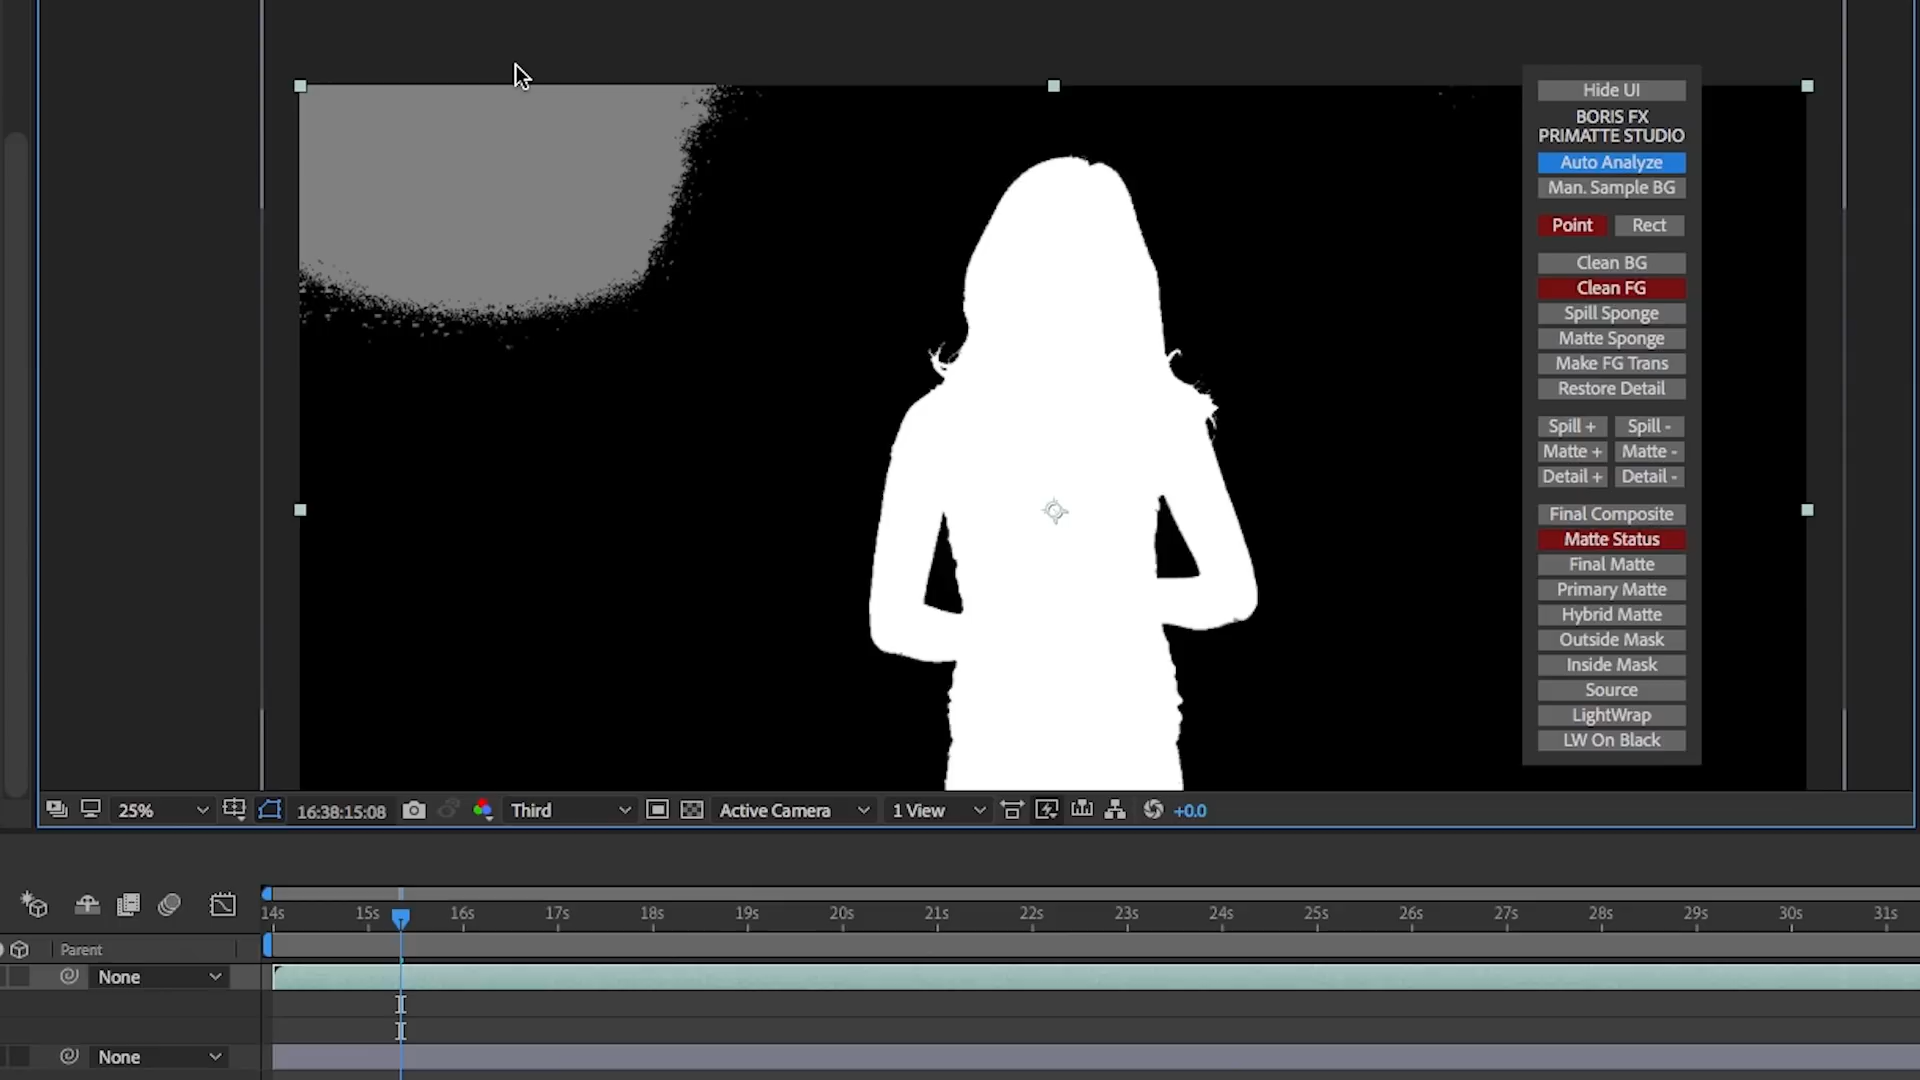 Hide UI
BORIS FX
PRIMATTE STUDIO
Auto Analyze
Man. Sample BG
Point Rect
Clean BG
Clean FG
Spill Sponge
Matte Sponge
Make FG Trans
Restore Detail
Spill + Spill -
Matte + Matte -
Detail + Detail -
Final Composite
Matte Status
Final Matte
Primary Matte
Hybrid Matte
Outside Mask
Inside Mask
Source
LightWrap
LW On Black
25% 16:38:15:08 Third Active Camera 1 View +0.0
14s 15s 16s 17s 18s 19s 20s 21s 22s 23s 24s 25s 26s 27s 28s 29s 30s 31s
Parent
None
None